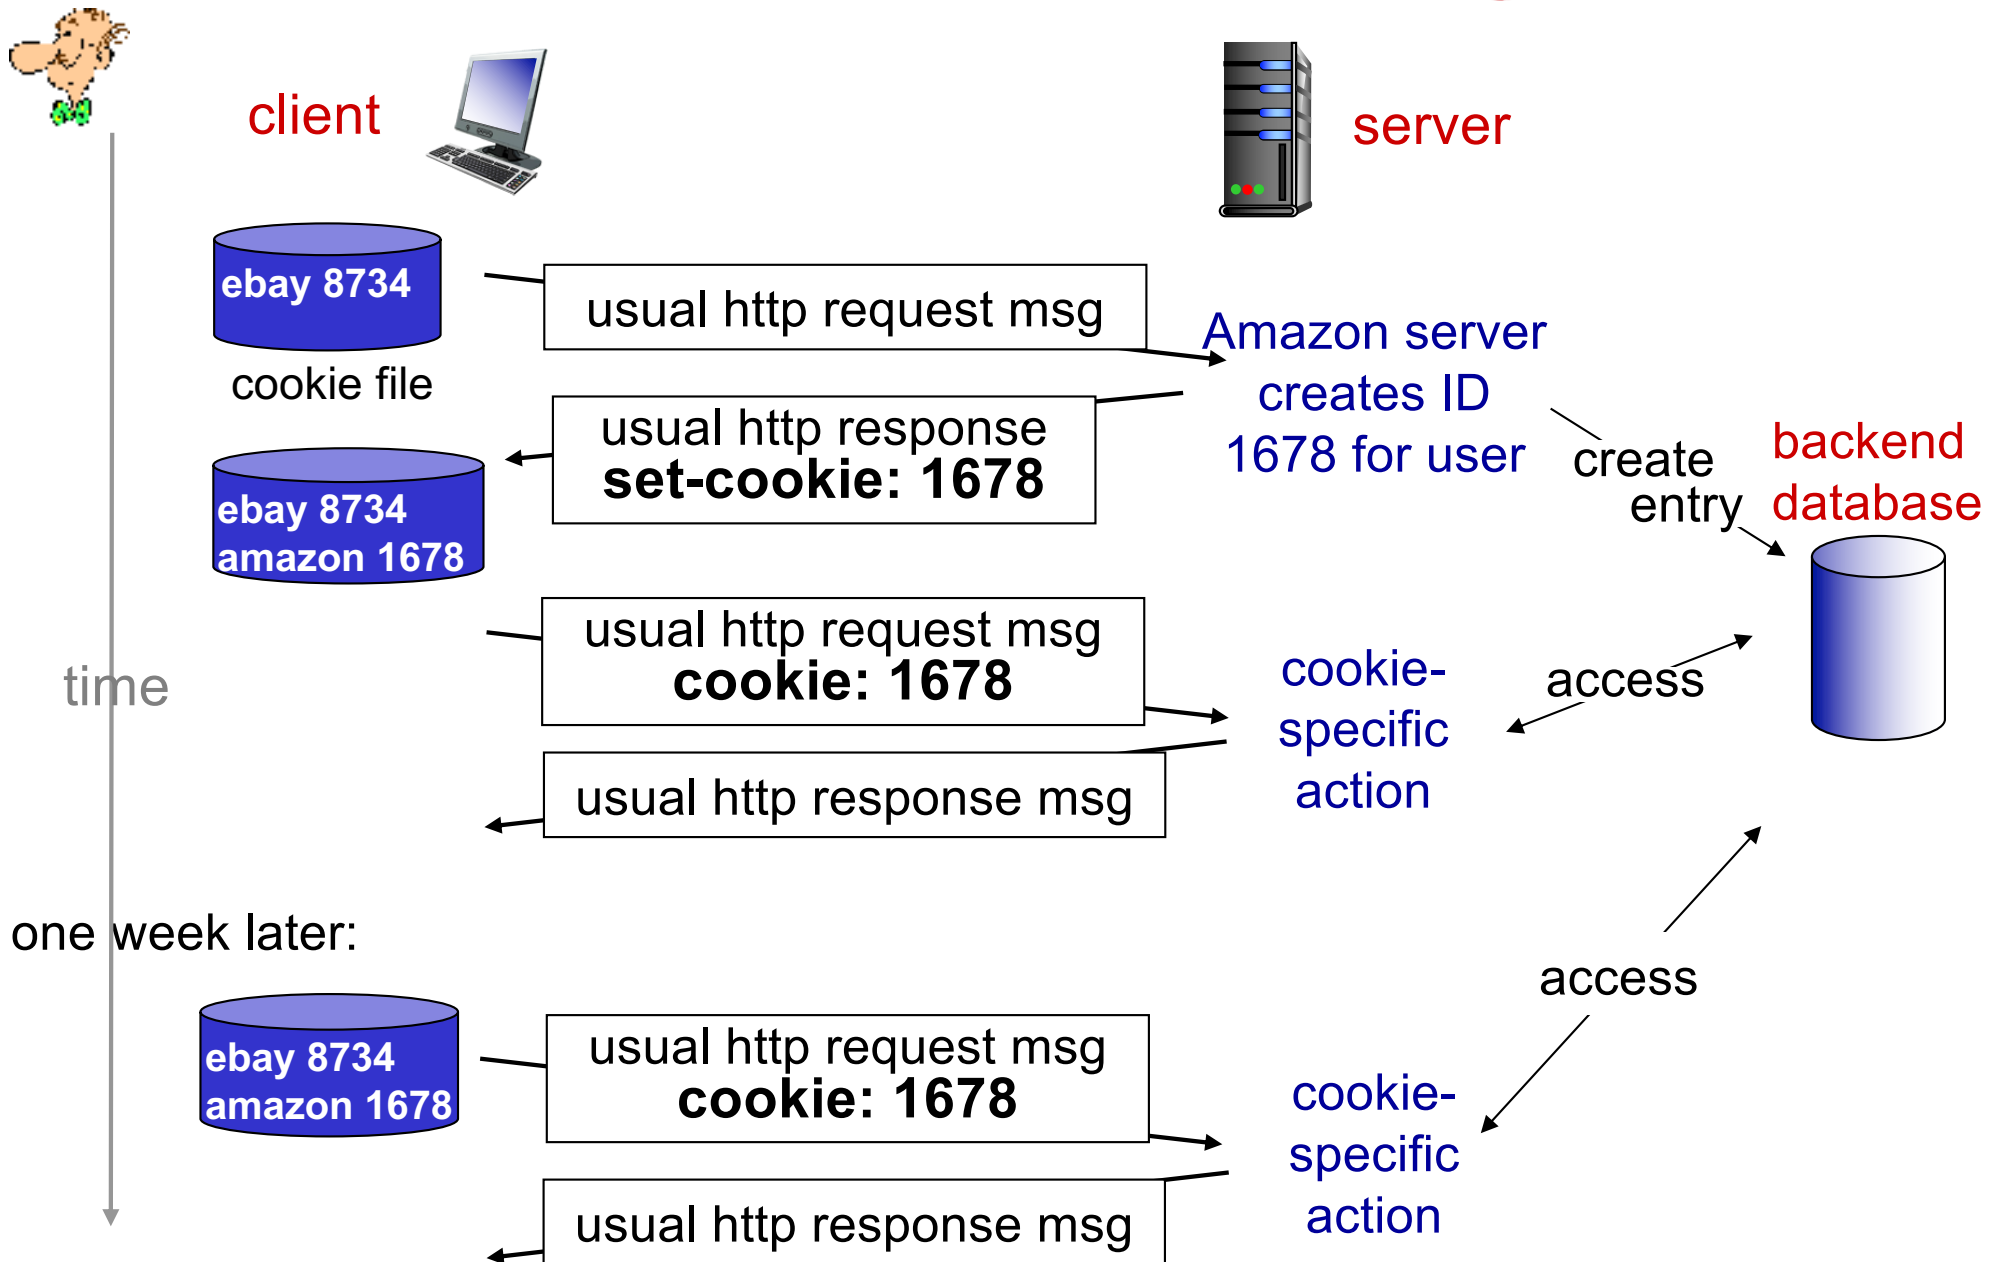 client
server
ebay 8734
cookie file
usual http request msg
Amazon server
creates ID
1678 for user
usual http response
set-cookie: 1678
create
entry
backend
database
ebay 8734
amazon 1678
usual http request msg
cookie: 1678
cookie-
specific
action
access
time
usual http response msg
one week later:
access
ebay 8734
amazon 1678
usual http request msg
cookie: 1678
cookie-
specific
action
usual http response msg